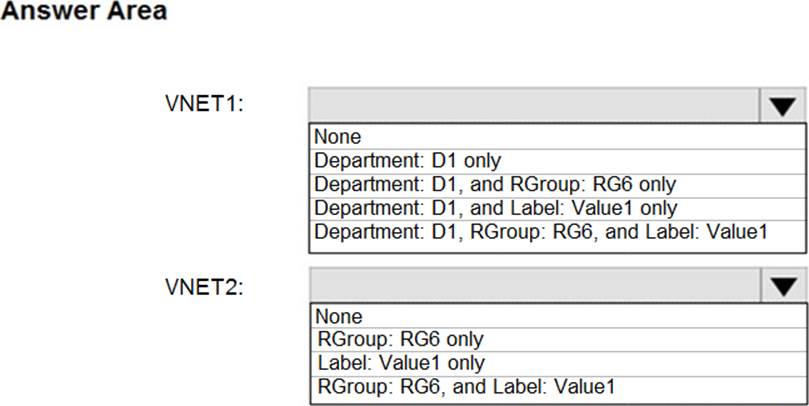 Answer Area
VNET1:
None
Department: D1 only
Department: D1, and RGroup: RG6 only
Department: D1, and Label: Value1 only
Department: D1, RGroup: RG6, and Label: Value1
VNET2:
None
RGroup: RG6 only
Label: Value1 only
RGroup: RG6, and Label: Value1